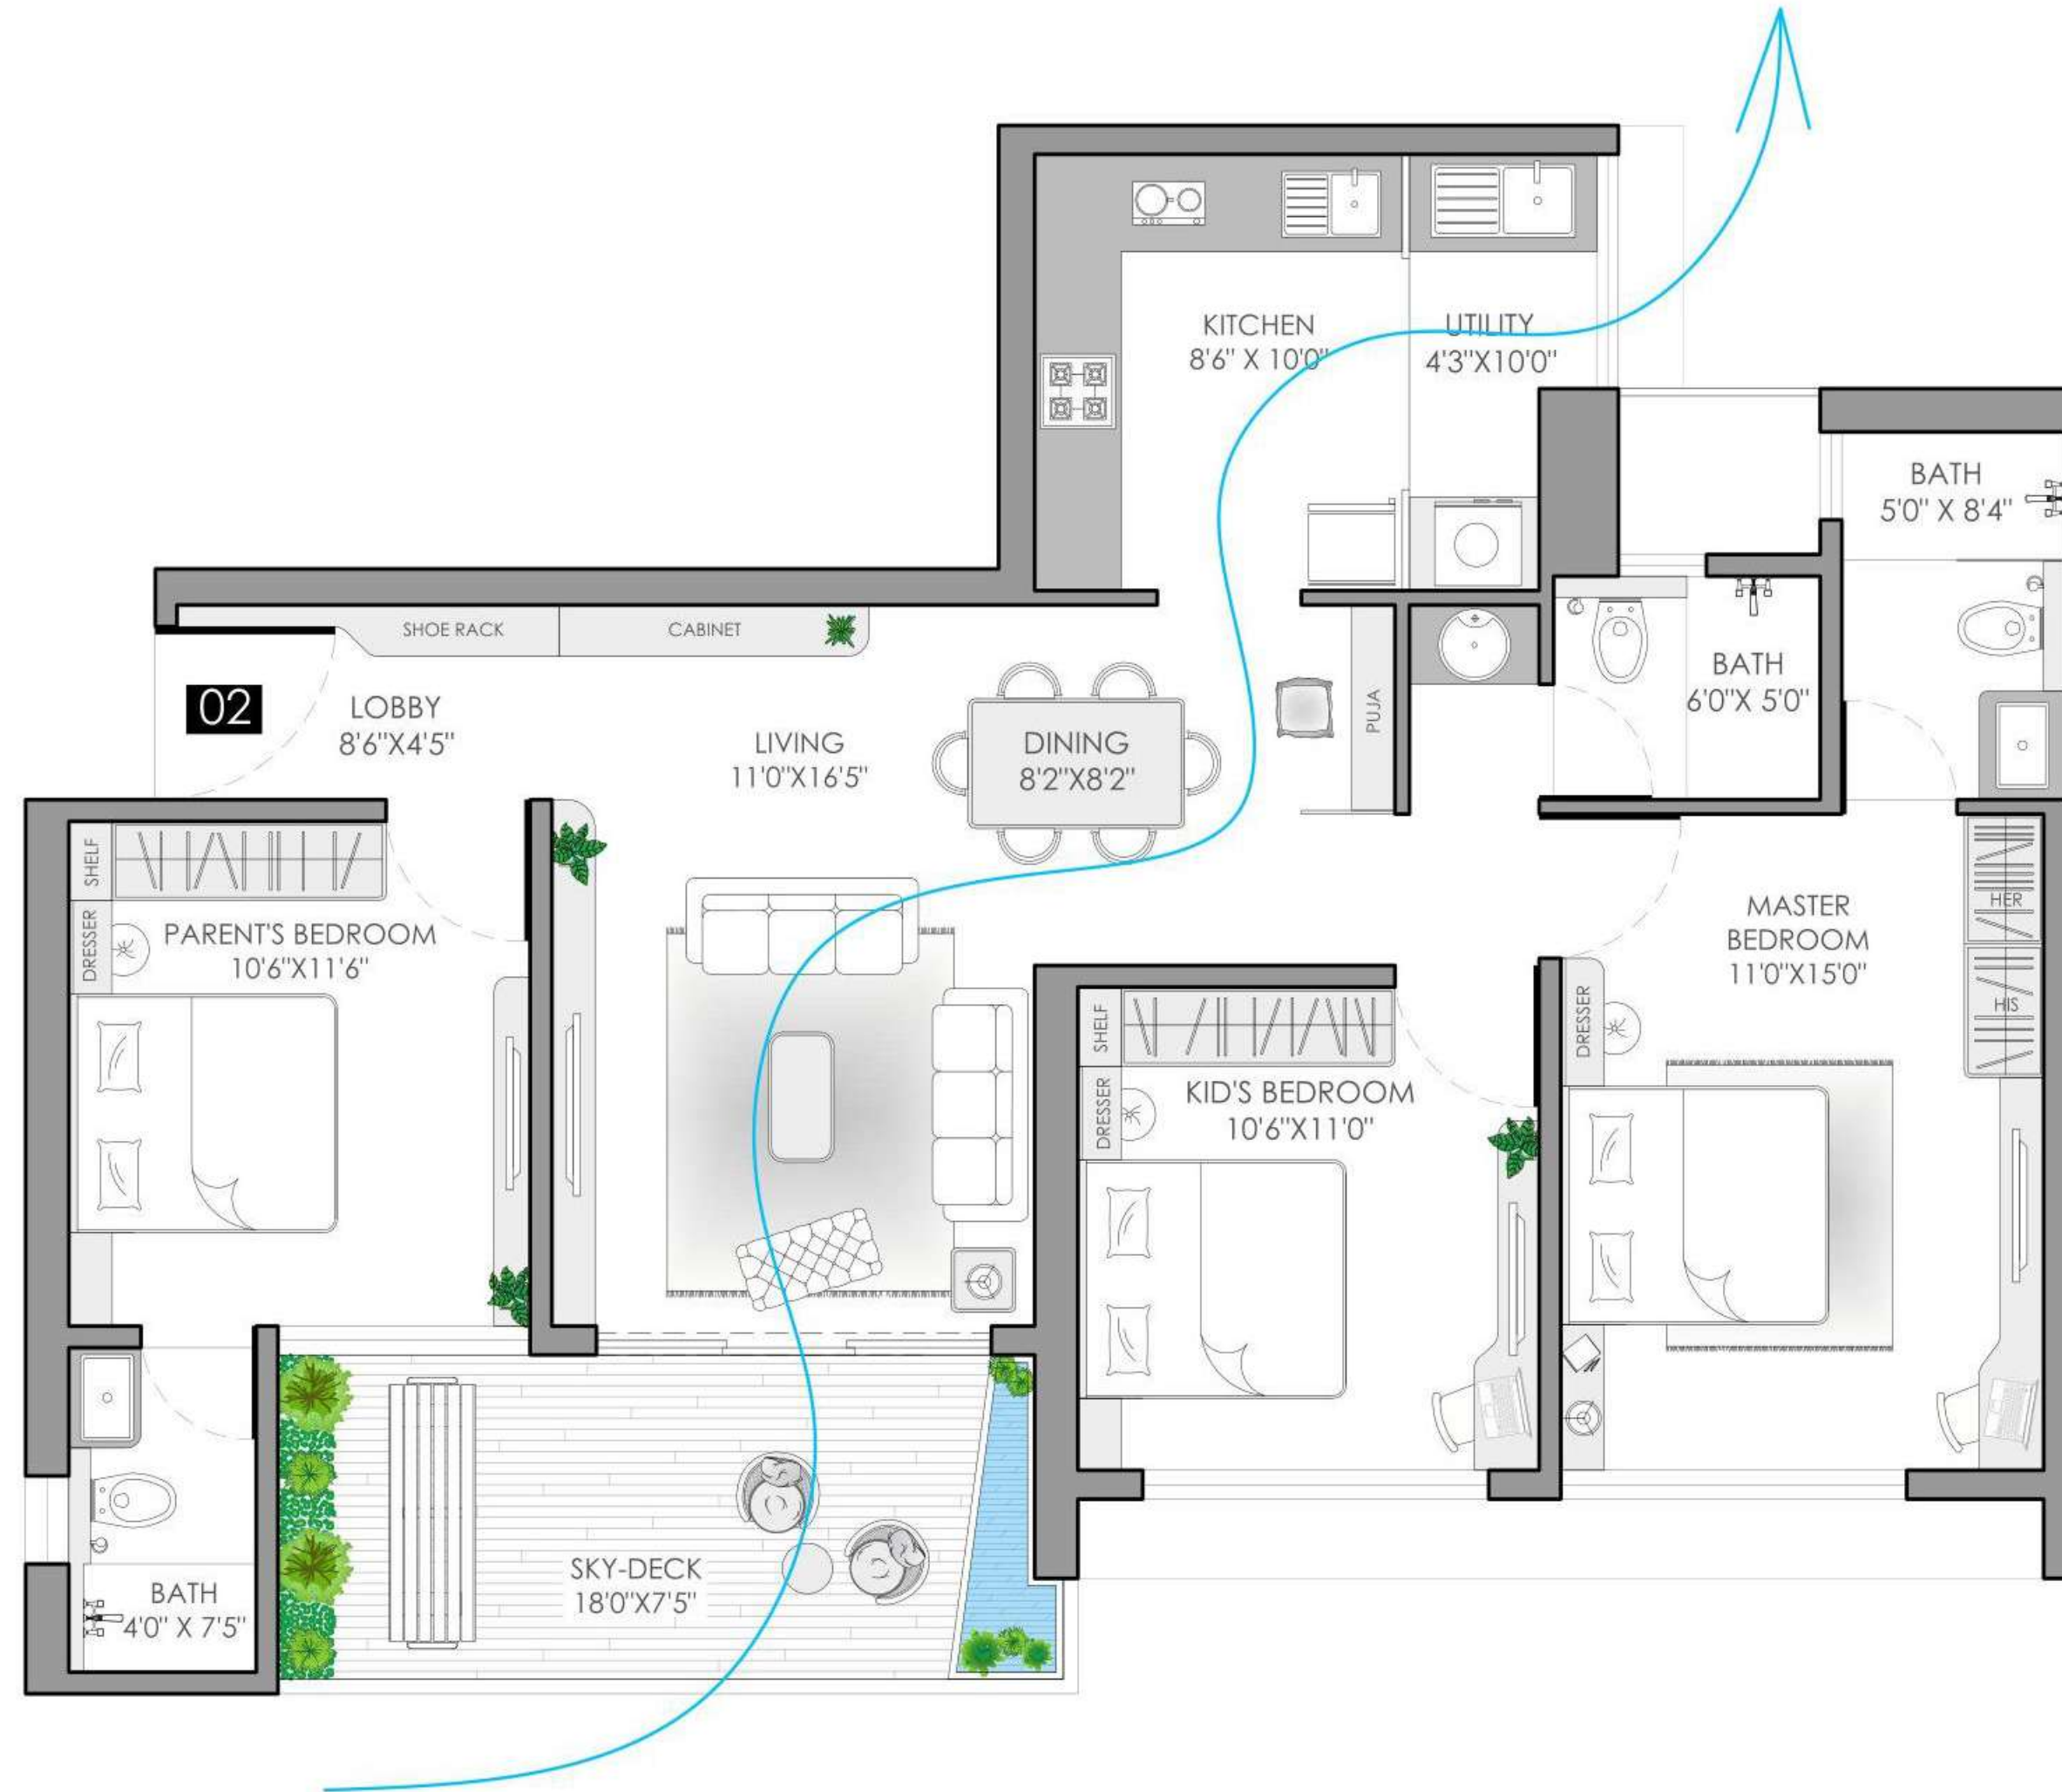 KITCHEN
8'6" X 10'0"
UTILITY
4'3"X10'0"
BATH
5'0" X 8'4"
SHOE RACK
CABINET
02
LOBBY
8'6"X4'5"
LIVING
11'0"X16'5"
DINING
8'2"X8'2"
PUJA
BATH
6'0"X 5'0"
SHELF
DRESSER
PARENT'S BEDROOM
10'6"X11'6"
MASTER
BEDROOM
11'0"X15'0"
HER
HIS
DRESSER
SHELF
DRESSER
KID'S BEDROOM
10'6"X11'0"
SKY-DECK
18'0"X7'5"
BATH
4'0" X 7'5"